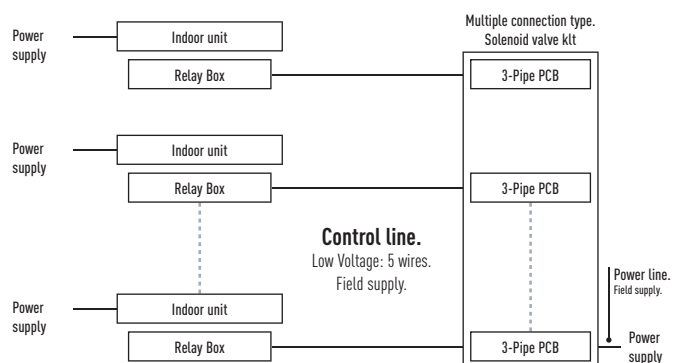 Multiple connection type.
Solenoid valve klt
Power
supply
Indoor unit
Relay Box
3-Pipe PCB
Power
supply
Indoor unit
Relay Box
3-Pipe PCB
Control line.
Low Voltage: 5 wires.
Field supply.
Power line.
Field supply.
Power
supply
Indoor unit
Relay Box
3-Pipe PCB
Power
supply